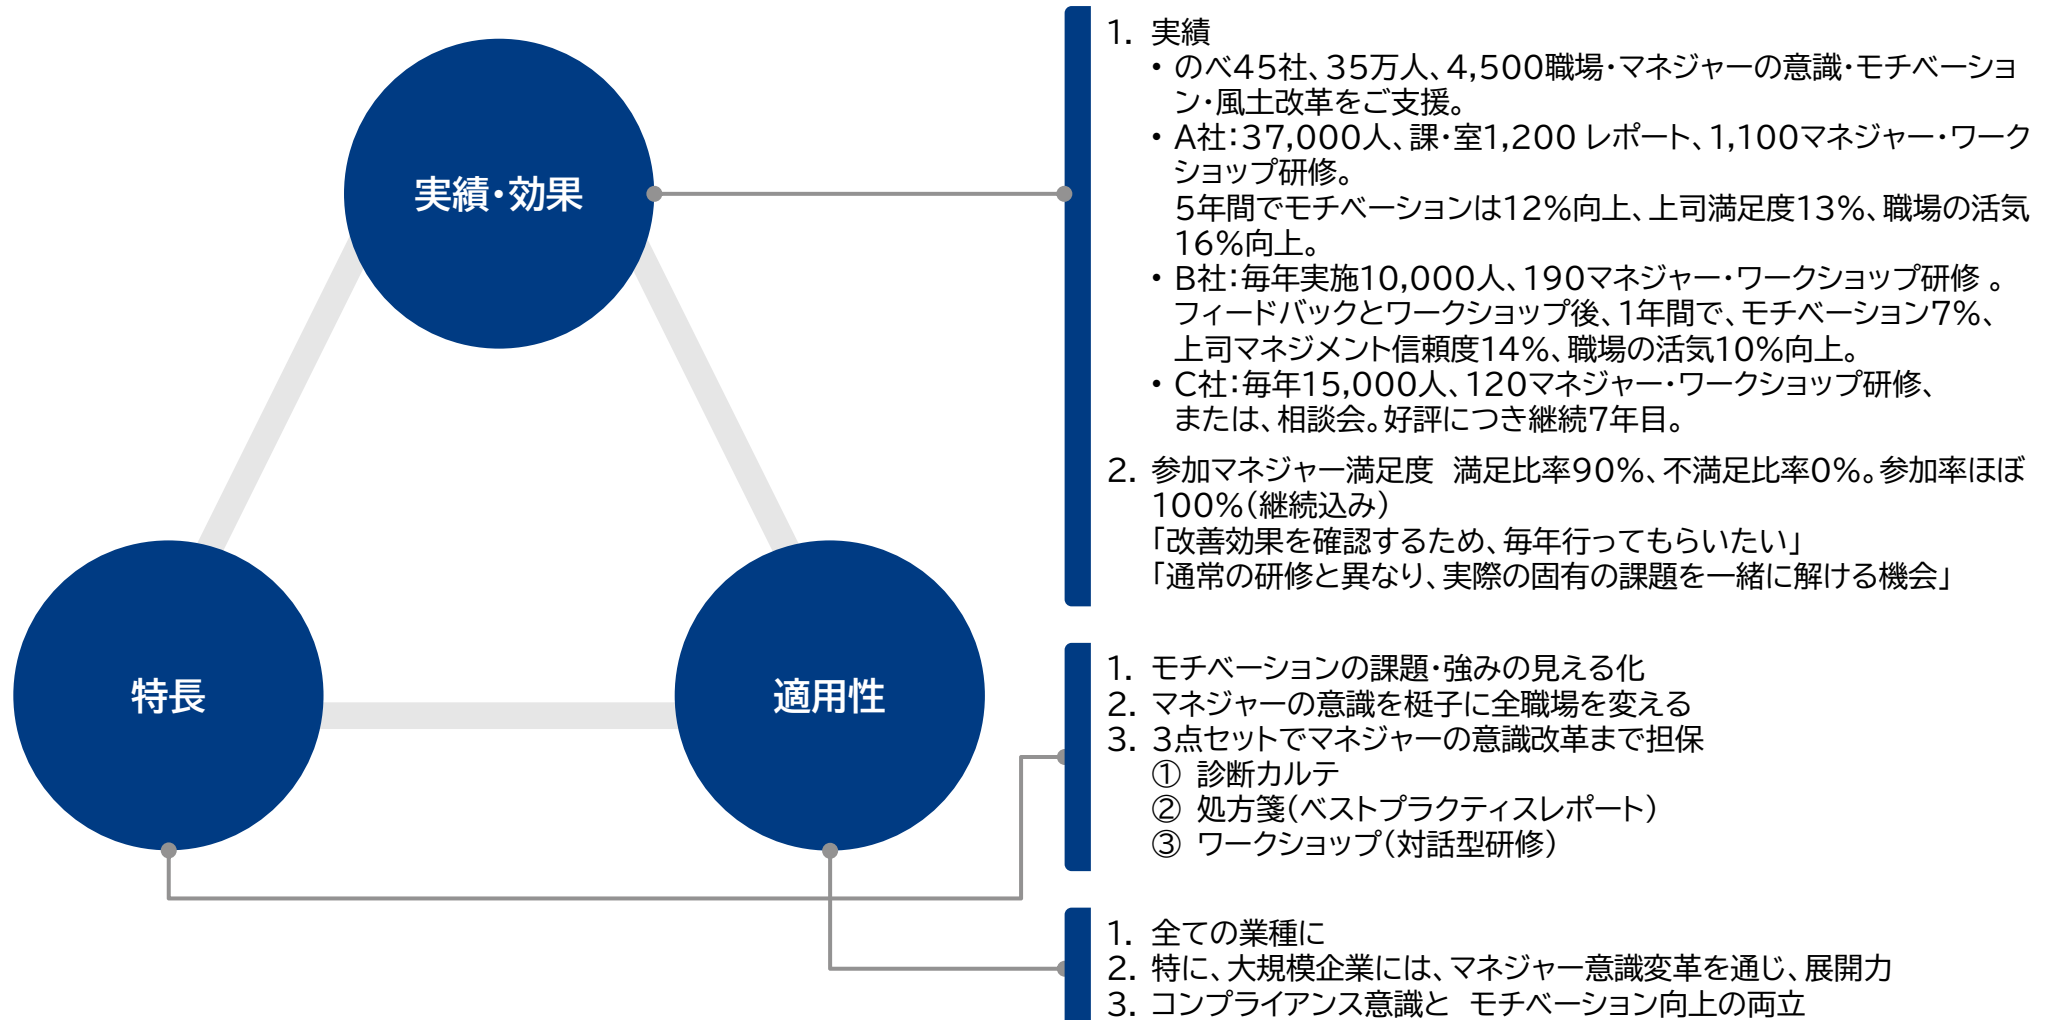 実績・効果
特長
適用性
1. 実績
• のべ45社、35万人、4,500職場・マネジャーの意識・モチベーショ
ン・風土改革をご支援。
• A社：37,000人、課・室1,200 レポート、1,100マネジャー・ワーク
ショップ研修。
5年間でモチベーションは12%向上、上司満足度13%、職場の活気
16%向上。
• B社：毎年実施10,000人、190マネジャー・ワークショップ研修 。
フィードバックとワークショップ後、1年間で、モチベーション7%、
上司マネジメント信頼度14%、職場の活気10%向上。
• C社：毎年15,000人、120マネジャー・ワークショップ研修、
または、相談会。好評につき継続7年目。
2. 参加マネジャー満足度　満足比率90%、不満足比率0%。参加率ほぼ
100%（継続込み）
「改善効果を確認するため、毎年行ってもらいたい」
「通常の研修と異なり、実際の固有の課題を一緒に解ける機会」
1. モチベーションの課題・強みの見える化
2. マネジャーの意識を梃子に全職場を変える
3. 3点セットでマネジャーの意識改革まで担保
① 診断カルテ
② 処方箋（ベストプラクティスレポート）
③ ワークショップ（対話型研修）
1. 全ての業種に
2. 特に、大規模企業には、マネジャー意識変革を通じ、展開力
3. コンプライアンス意識と　モチベーション向上の両立